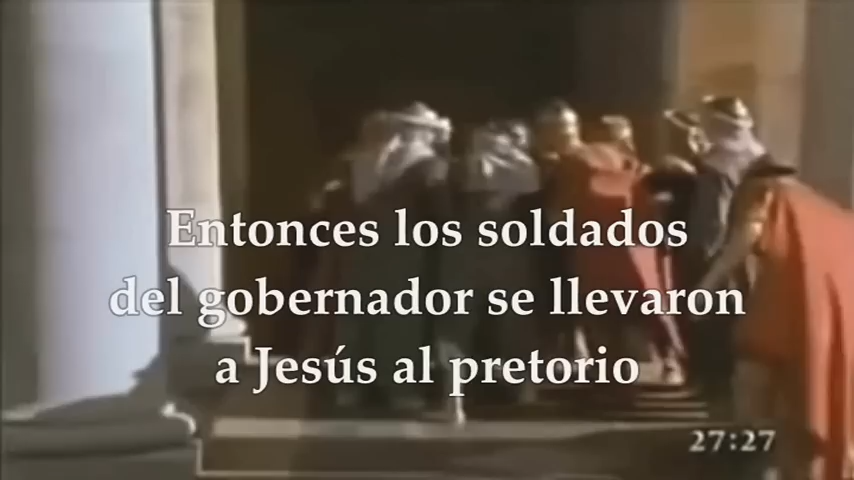 Entonces los soldados
del gobernador se llevaron
a Jesús al pretorio
27:27